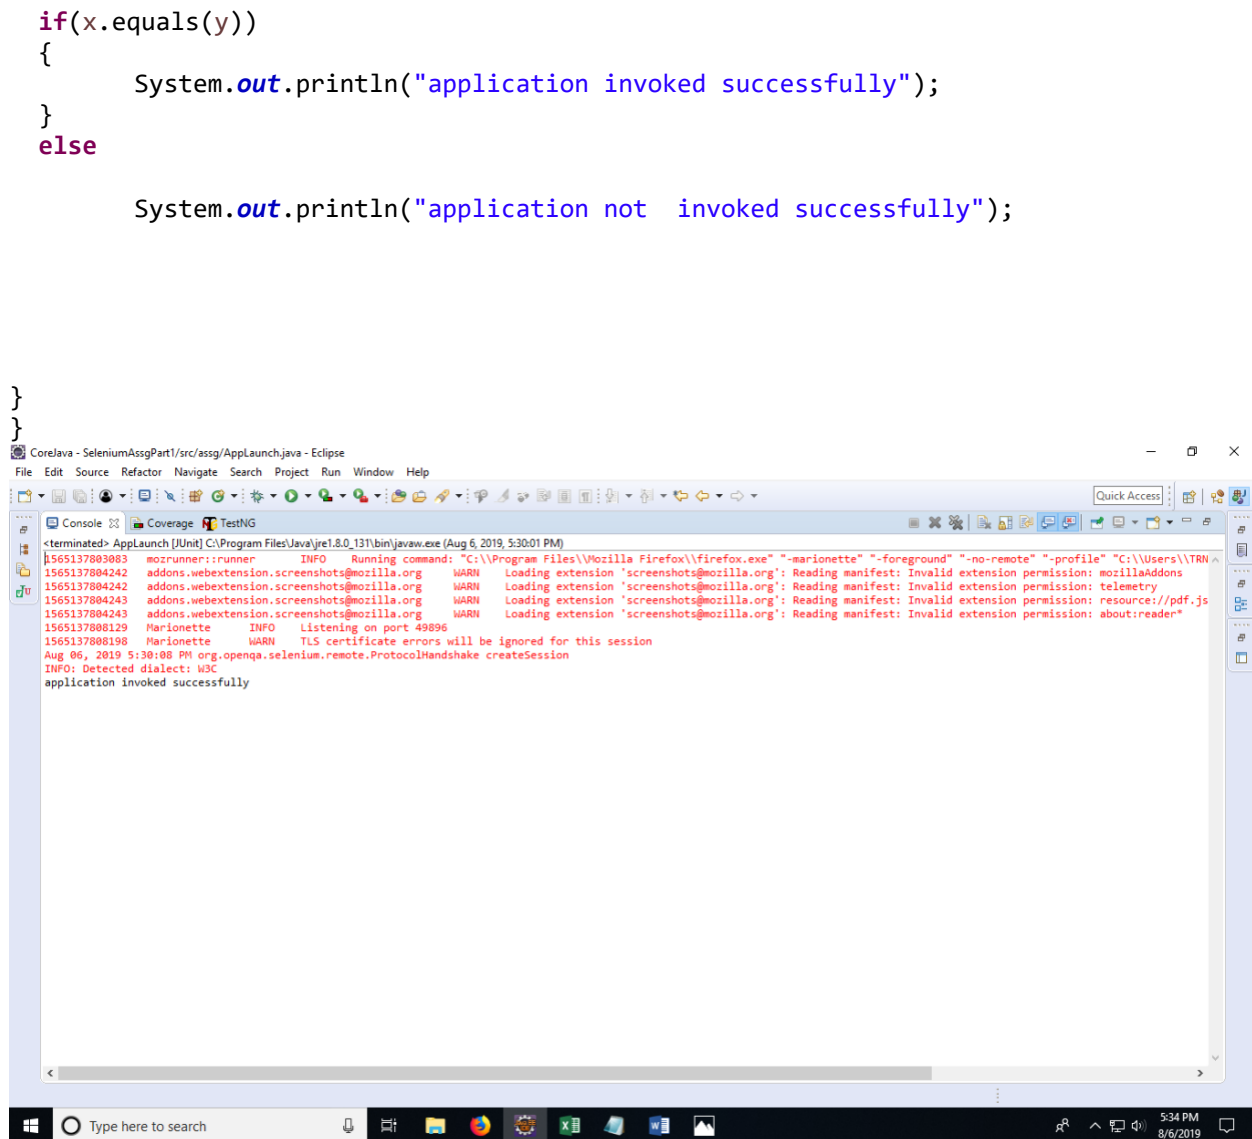 if(x.equals(y))
{
System.out.println("application invoked successfully");
}
else
System.out.println("application not  invoked successfully");
}
}
CoreJava - SeleniumAssgPart1/src/assg/AppLaunch.java - Eclipse
File Edit Source Refactor Navigate Search Project Run Window Help
Quick Access
Console Coverage TestNG
<terminated> AppLaunch [JUnit] C:\Program Files\Java\jre1.8.0_131\bin\javaw.exe (Aug 6, 2019, 5:30:01 PM)
1565137803083 mozrunner::runner INFO Running command: "C:\\Program Files\\Mozilla Firefox\\firefox.exe" "-marionette" "-foreground" "-no-remote" "-profile" "C:\\Users\\TRN
1565137804242 addons.webextension.screenshots@mozilla.org WARN Loading extension 'screenshots@mozilla.org': Reading manifest: Invalid extension permission: mozillaAddons
1565137804242 addons.webextension.screenshots@mozilla.org WARN Loading extension 'screenshots@mozilla.org': Reading manifest: Invalid extension permission: telemetry
1565137804243 addons.webextension.screenshots@mozilla.org WARN Loading extension 'screenshots@mozilla.org': Reading manifest: Invalid extension permission: resource://pdf.js
1565137804243 addons.webextension.screenshots@mozilla.org WARN Loading extension 'screenshots@mozilla.org': Reading manifest: Invalid extension permission: about:reader*
1565137808129 Marionette INFO Listening on port 49896
1565137808198 Marionette WARN TLS certificate errors will be ignored for this session
Aug 06, 2019 5:30:08 PM org.openqa.selenium.remote.ProtocolHandshake createSession
INFO: Detected dialect: W3C
application invoked successfully
Type here to search
5:34 PM
8/6/2019